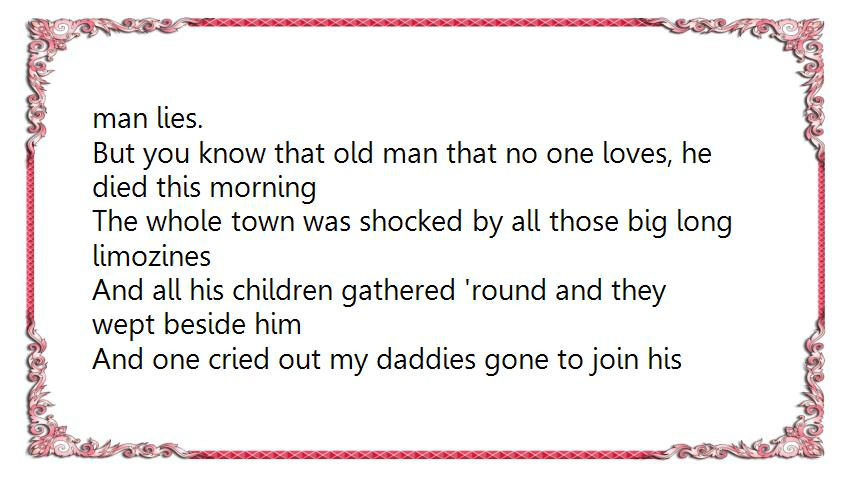 man lies.
But you know that old man that no one loves, he
died this morning
The whole town was shocked by all those big long
limozines
And all his children gathered 'round and they
wept beside him
And one cried out my daddies gone to join his